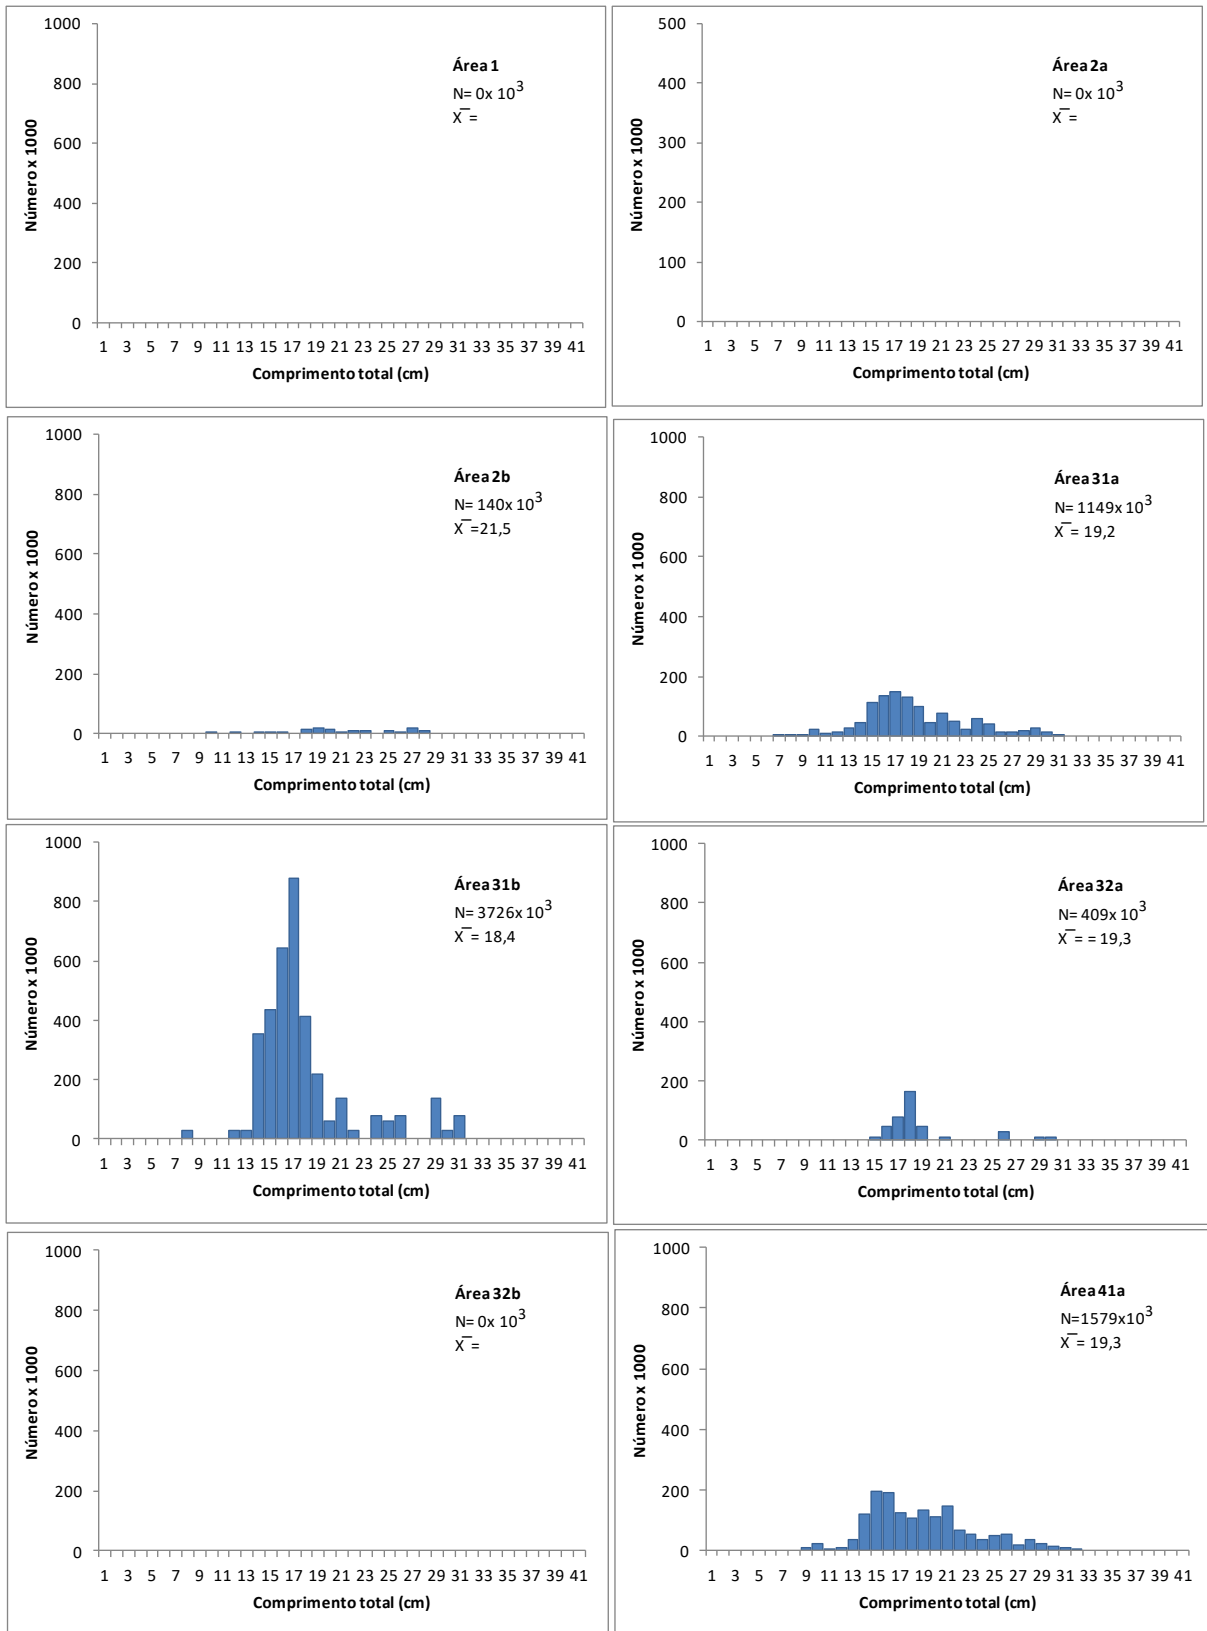 1000
800
600
400
200
0
Número x 1000
Área 1
N= 0x 10³
X̅ =
1 3 5 7 9 11 13 15 17 19 21 23 25 27 29 31 33 35 37 39 41
Comprimento total (cm)
500
400
300
200
100
0
Número x 1000
Área 2a
N= 0x 10³
X̅ =
1 3 5 7 9 11 13 15 17 19 21 23 25 27 29 31 33 35 37 39 41
Comprimento total (cm)
1000
800
600
400
200
0
Número x 1000
Área 2b
N= 140x 10³
X̅ =21,5
1 3 5 7 9 11 13 15 17 19 21 23 25 27 29 31 33 35 37 39 41
Comprimento total (cm)
1000
800
600
400
200
0
Número x 1000
Área 31a
N= 1149x 10³
X̅ = 19,2
1 3 5 7 9 11 13 15 17 19 21 23 25 27 29 31 33 35 37 39 41
Comprimento total (cm)
1000
800
600
400
200
0
Número x 1000
Área 31b
N= 3726x 10³
X̅ = 18,4
1 3 5 7 9 11 13 15 17 19 21 23 25 27 29 31 33 35 37 39 41
Comprimento total (cm)
1000
800
600
400
200
0
Número x 1000
Área 32a
N= 409x 10³
X̅ = = 19,3
1 3 5 7 9 11 13 15 17 19 21 23 25 27 29 31 33 35 37 39 41
Comprimento total (cm)
1000
800
600
400
200
0
Número x 1000
Área 32b
N= 0x 10³
X̅ =
1 3 5 7 9 11 13 15 17 19 21 23 25 27 29 31 33 35 37 39 41
Comprimento total (cm)
1000
800
600
400
200
0
Número x 1000
Área 41a
N=1579x10³
X̅ = 19,3
1 3 5 7 9 11 13 15 17 19 21 23 25 27 29 31 33 35 37 39 41
Comprimento total (cm)